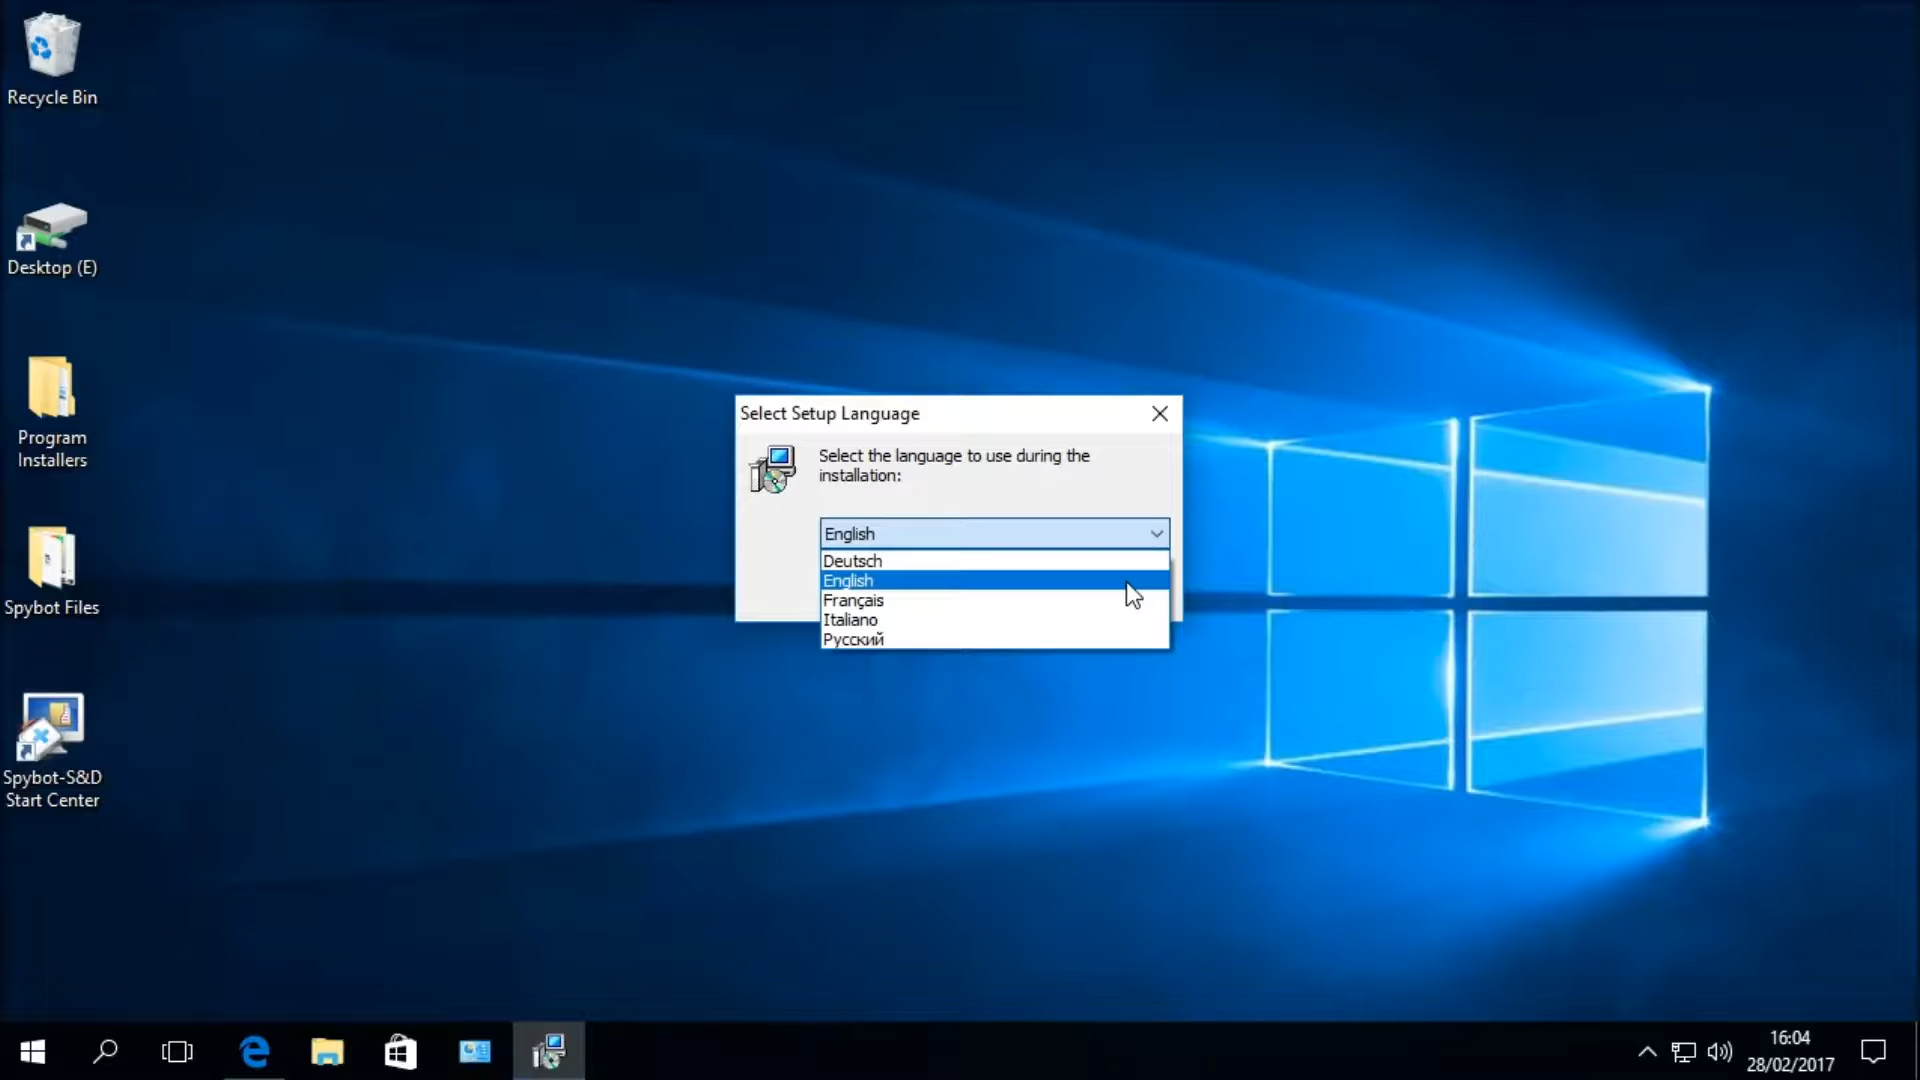 Recycle Bin
Desktop (E)
Program
Installers
Spybot Files
Spybot-S&D
Start Center
Select Setup Language
Select the language to use during the
installation:
English
Deutsch
English
Français
Italiano
Русский
16:04
28/02/2017